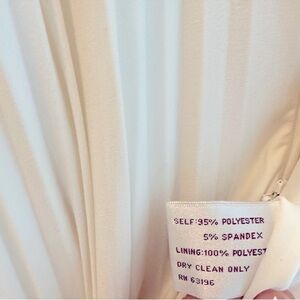 SELF:95% POLYESTER
5% SPANDEX
LINING:100% POLYEST
DRY CLEAN ONLY
RN 63196